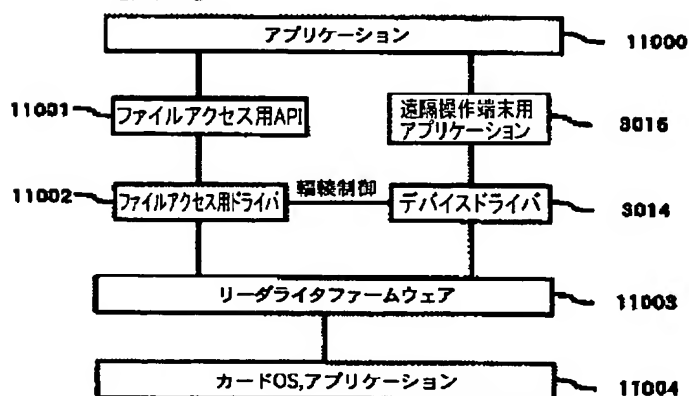 アプリケーション
11000
11001
ファイルアクセス用API
遠隔操作端末用
アプリケーション
3015
11002
ファイルアクセス用ドライバ
輻輳制御
デバイスドライバ
3014
リーダライタファームウェア
11003
カードOS,アプリケーション
11004